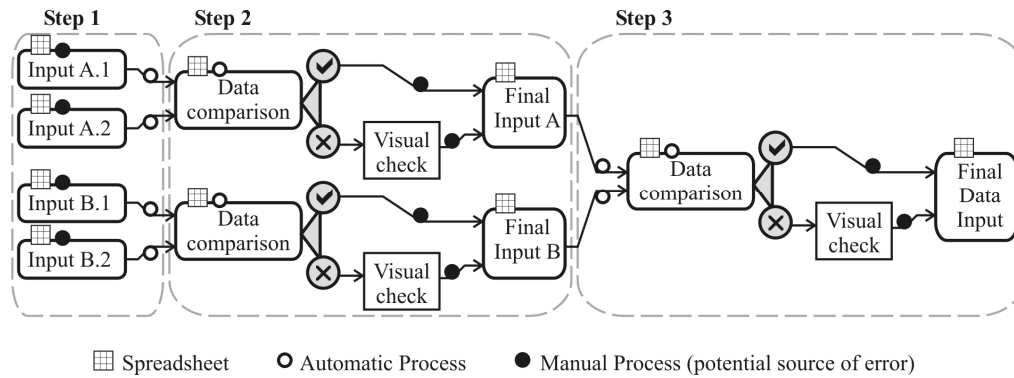 Step 1
Step 2
Step 3
Input A.1
Input A.2
Input B.1
Input B.2
Data
comparison
Visual
check
Final
Input A
Data
comparison
Visual
check
Final
Input B
Data
comparison
Visual
check
Final
Data
Input
Spreadsheet
Automatic Process
Manual Process (potential source of error)